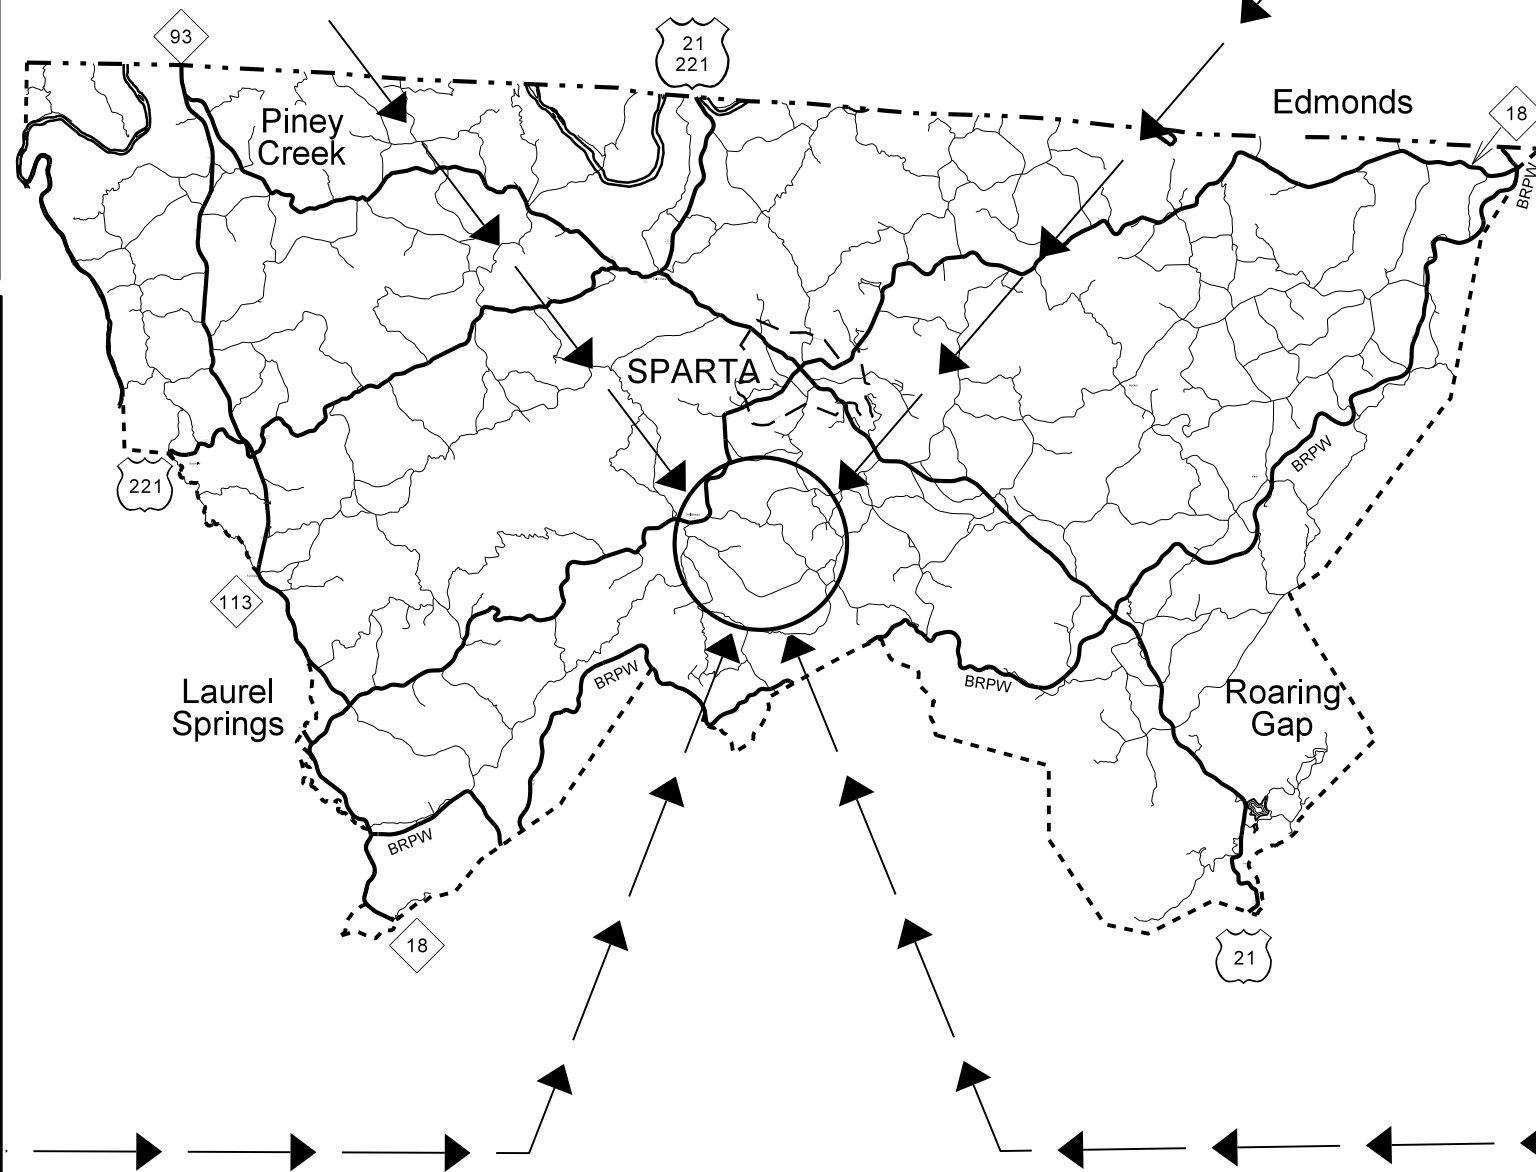 93
21
221
Edmonds
18
Piney
Creek
BRPW
SPARTA
BRPW
221
113
Laurel
Springs
BRPW
BRPW
Roaring
Gap
BRPW
18
21